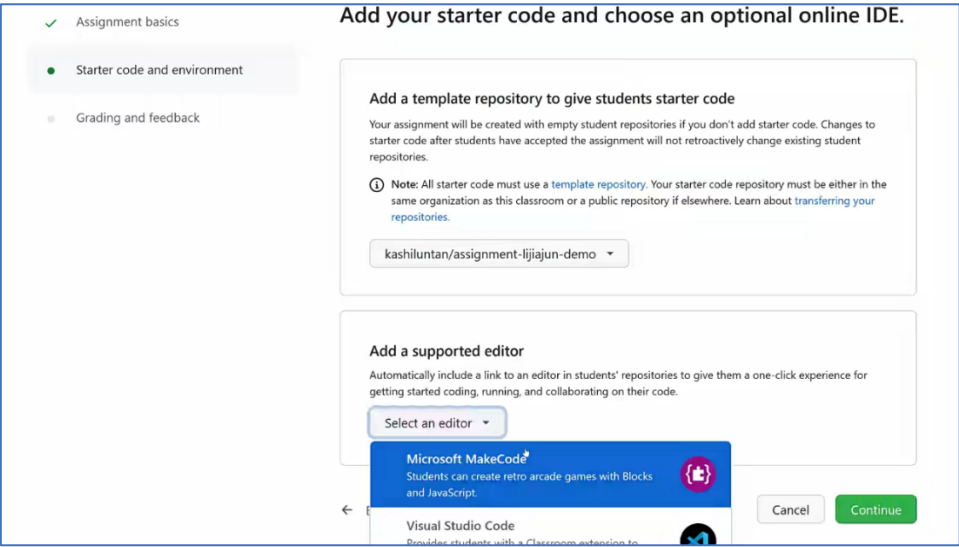 Assignment basics
Add your starter code and choose an optional online IDE.
Starter code and environment
Grading and feedback
Add a template repository to give students starter code
Your assignment will be created with empty student repositories if you don't add starter code. Changes to
starter code after students have accepted the assignment will not retroactively change existing student
repositories.
Note: All starter code must use a template repository. Your starter code repository must be either in the
same organization as this classroom or a public repository if elsewhere. Learn about transferring your
repositories.
kashiluntan/assignment-lijiajun-demo
Add a supported editor
Automatically include a link to an editor in students' repositories to give them a one-click experience for
getting started coding, running, and collaborating on their code.
Select an editor
Microsoft MakeCode
Students can create retro arcade games with Blocks
and JavaScript.
Cancel
Continue
Visual Studio Code
Provides students with a Classroom extension to